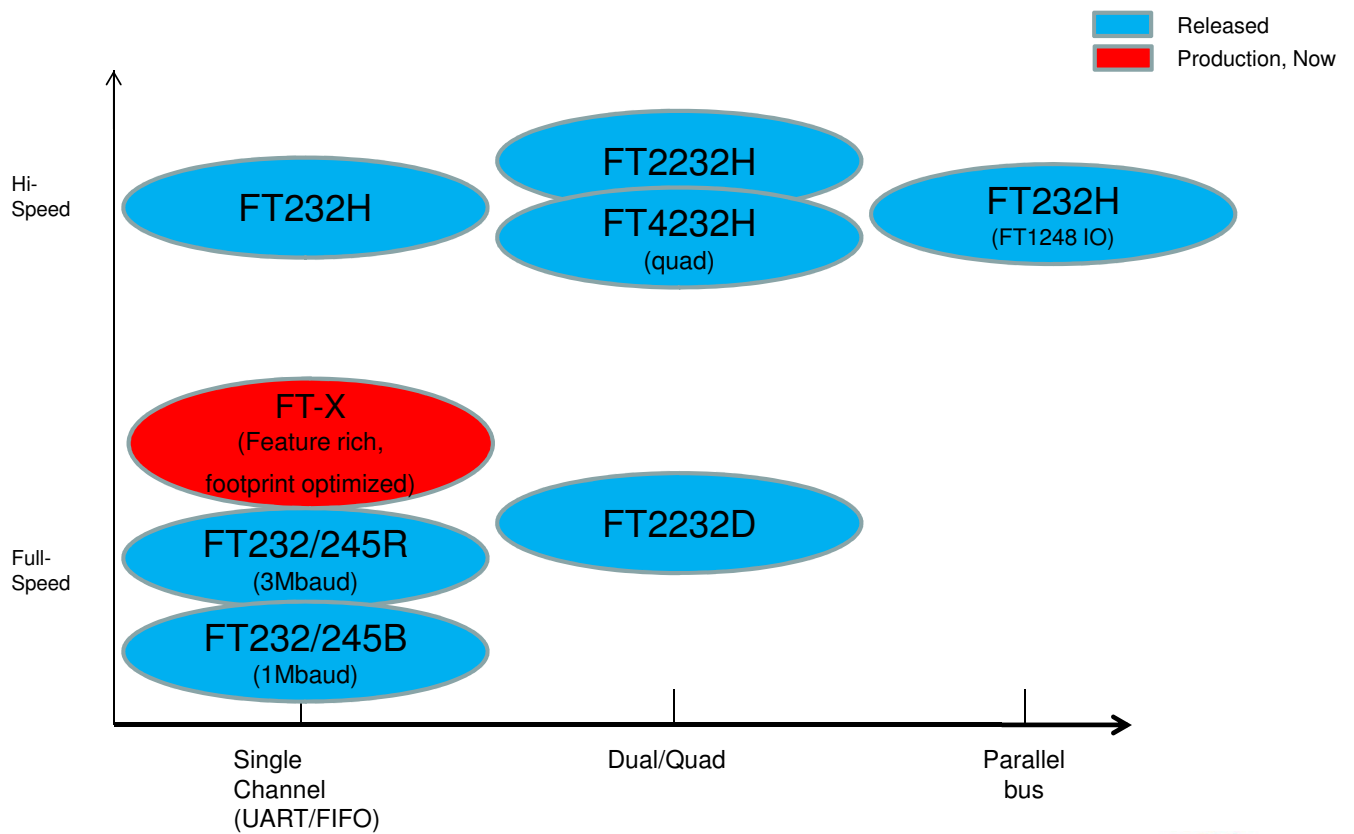 Released
Production, Now
Hi-
Speed
FT232H
FT2232H
FT4232H
(quad)
FT232H
(FT1248 IO)
FT-X
(Feature rich,
footprint optimized)
Full-
Speed
FT232/245R
(3Mbaud)
FT2232D
FT232/245B
(1Mbaud)
Single
Channel
(UART/FIFO)
Dual/Quad
Parallel
bus